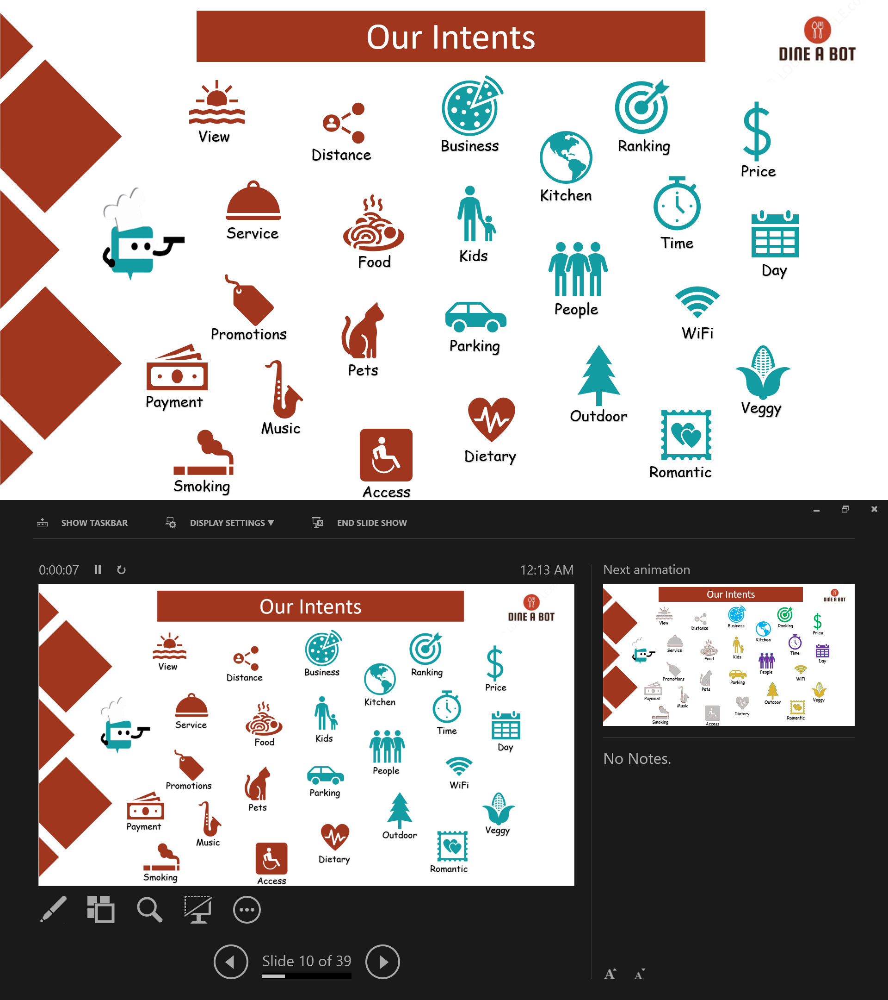 Our Intents
DINE A BOT
View
Distance
Business
Ranking
Price
Kitchen
Service
Food
Kids
Time
Day
People
Promotions
Pets
Parking
WiFi
Payment
Music
Outdoor
Veggy
Dietary
Romantic
Smoking
Access
SHOW TASKBAR
DISPLAY SETTINGS ▼
END SLIDE SHOW
0:00:07
12:13 AM
Our Intents
DINE A BOT
View
Distance
Business
Ranking
Price
Kitchen
Service
Food
Kids
Time
Day
People
Promotions
Pets
Parking
WiFi
Payment
Music
Outdoor
Veggy
Dietary
Romantic
Smoking
Access
Slide 10 of 39
Next animation
Our Intents
DINE A BOT
View
Distance
Business
Ranking
Price
Kitchen
Service
Food
Kids
Time
Day
People
Promotions
Pets
Parking
WiFi
Payment
Music
Outdoor
Veggy
Dietary
Romantic
Smoking
Access
No Notes.
A
A